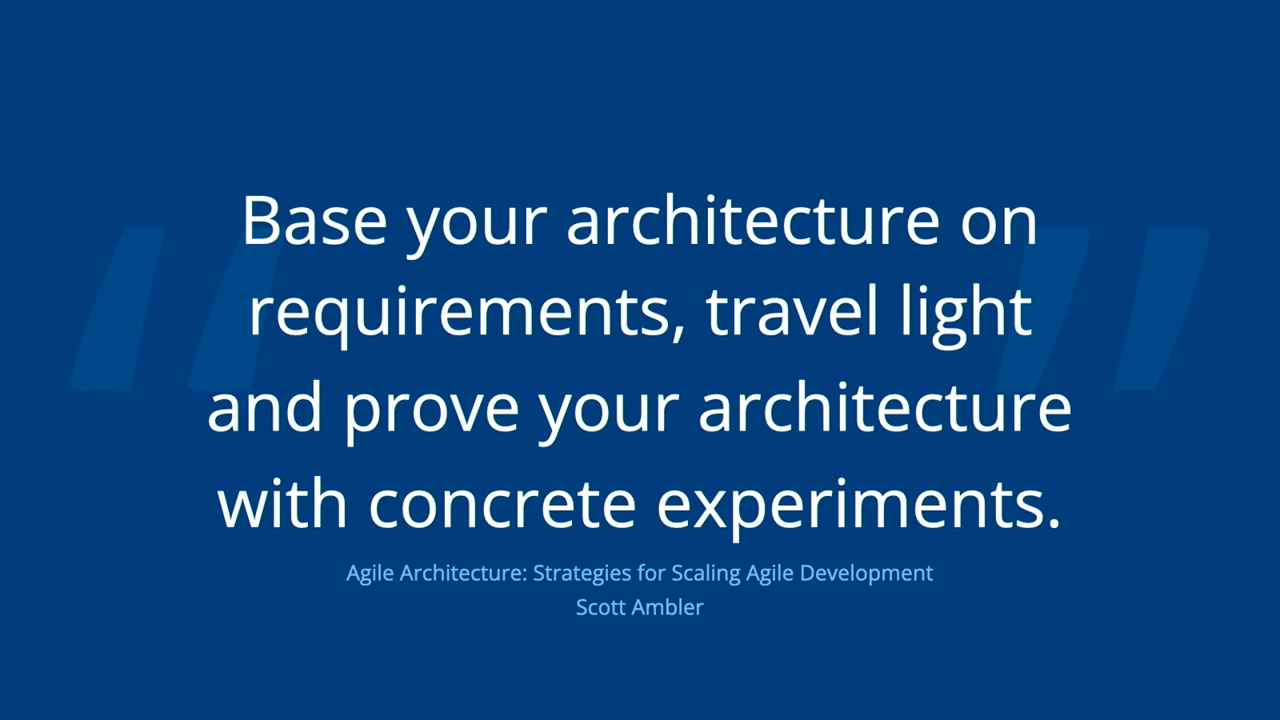 Base your architecture on
requirements, travel light
and prove your architecture
with concrete experiments.
Agile Architecture: Strategies for Scaling Agile Development
Scott Ambler